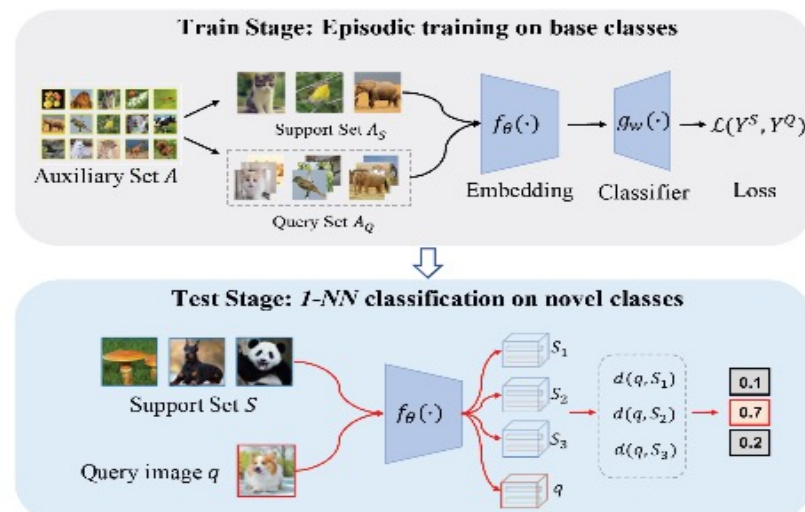 Train Stage: Episodic training on base classes
Support Set A_S
Auxiliary Set A
Query Set A_Q
f_θ(·)
g_w(·)
ℒ(Y^S, Y^Q)
Embedding
Classifier
Loss
Test Stage: 1-NN classification on novel classes
Support Set S
Query image q
f_θ(·)
S_1
S_2
S_3
q
d(q, S_1)
d(q, S_2)
d(q, S_3)
0.1
0.7
0.2